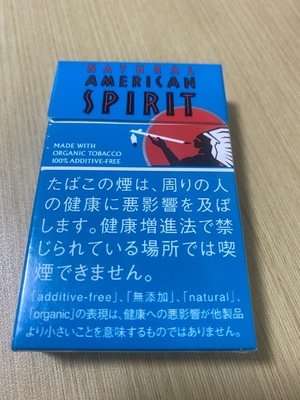 NATURAL
AMERICAN
SPIRIT
MADE WITH
ORGANIC TOBACCO
100% ADDITIVE-FREE
たばこの煙は、周りの人
の健康に悪影響を及ぼ
します。健康増進法で禁
じられている場所では喫
煙できません。
「additive-free」、「無添加」、「natural」、
「organic」の表現は、健康への悪影響が他製品
より小さいことを意味するものではありません。